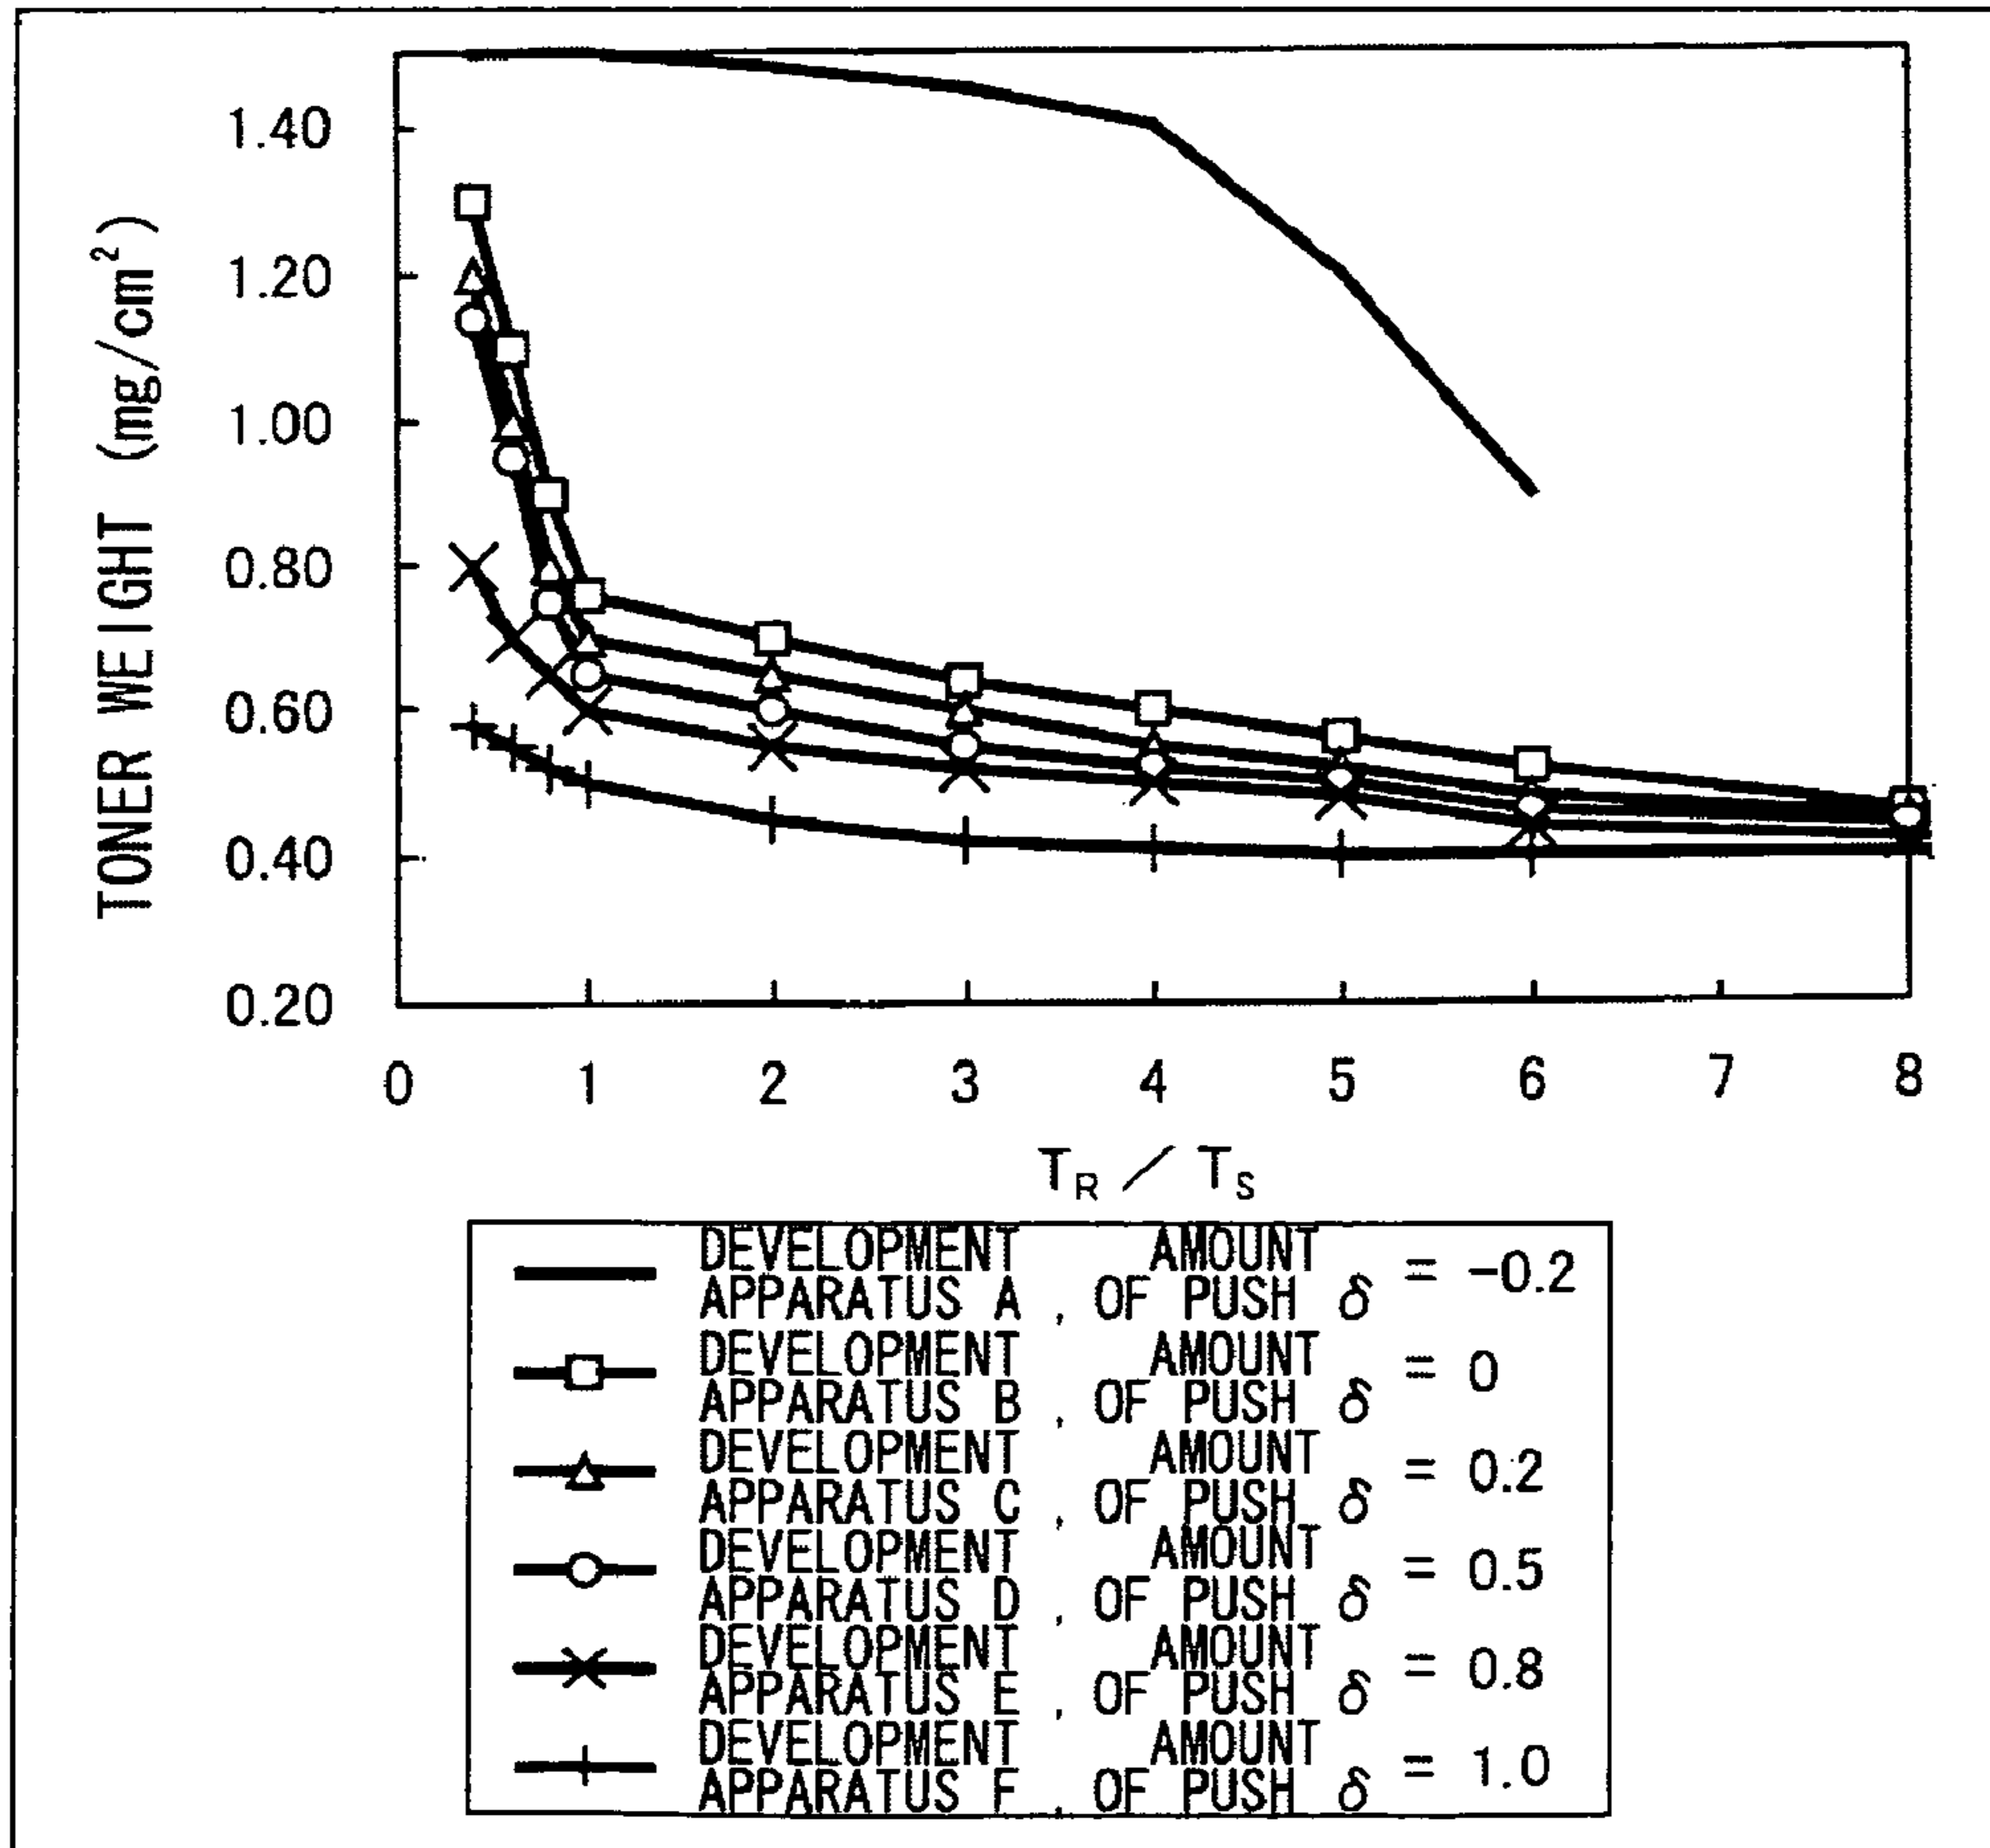 TONER WEIGHT (mg/cm²)
1.40
1.20
1.00
0.80
0.60
0.40
0.20
0 1 2 3 4 5 6 7 8
T_R / T_S
DEVELOPMENT AMOUNT
APPARATUS A , OF PUSH δ = -0.2
DEVELOPMENT AMOUNT
APPARATUS B , OF PUSH δ = 0
DEVELOPMENT AMOUNT
APPARATUS C , OF PUSH δ = 0.2
DEVELOPMENT AMOUNT
APPARATUS D , OF PUSH δ = 0.5
DEVELOPMENT AMOUNT
APPARATUS E , OF PUSH δ = 0.8
DEVELOPMENT AMOUNT
APPARATUS F , OF PUSH δ = 1.0